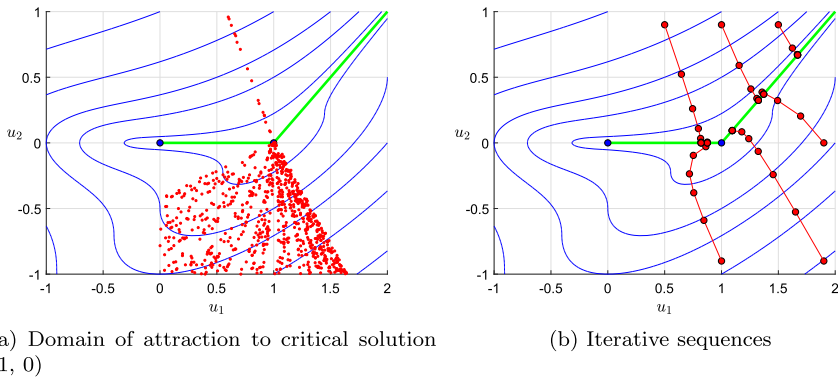 1
0.5
u2
0
-0.5
-1
-1 -0.5 0 0.5 1 1.5 2
u1
1
0.5
u2
0
-0.5
-1
-1 -0.5 0 0.5 1 1.5 2
u1
a) Domain of attraction to critical solution
1, 0)
(b) Iterative sequences